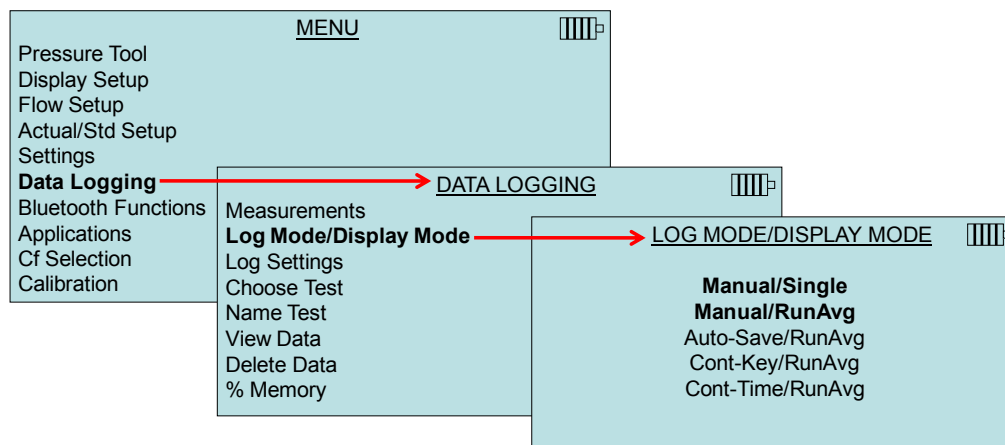 MENU
Pressure Tool
Display Setup
Flow Setup
Actual/Std Setup
Settings
Data Logging
Bluetooth Functions
Applications
Cf Selection
Calibration
DATA LOGGING
Measurements
Log Mode/Display Mode
Log Settings
Choose Test
Name Test
View Data
Delete Data
% Memory
LOG MODE/DISPLAY MODE
Manual/Single
Manual/RunAvg
Auto-Save/RunAvg
Cont-Key/RunAvg
Cont-Time/RunAvg